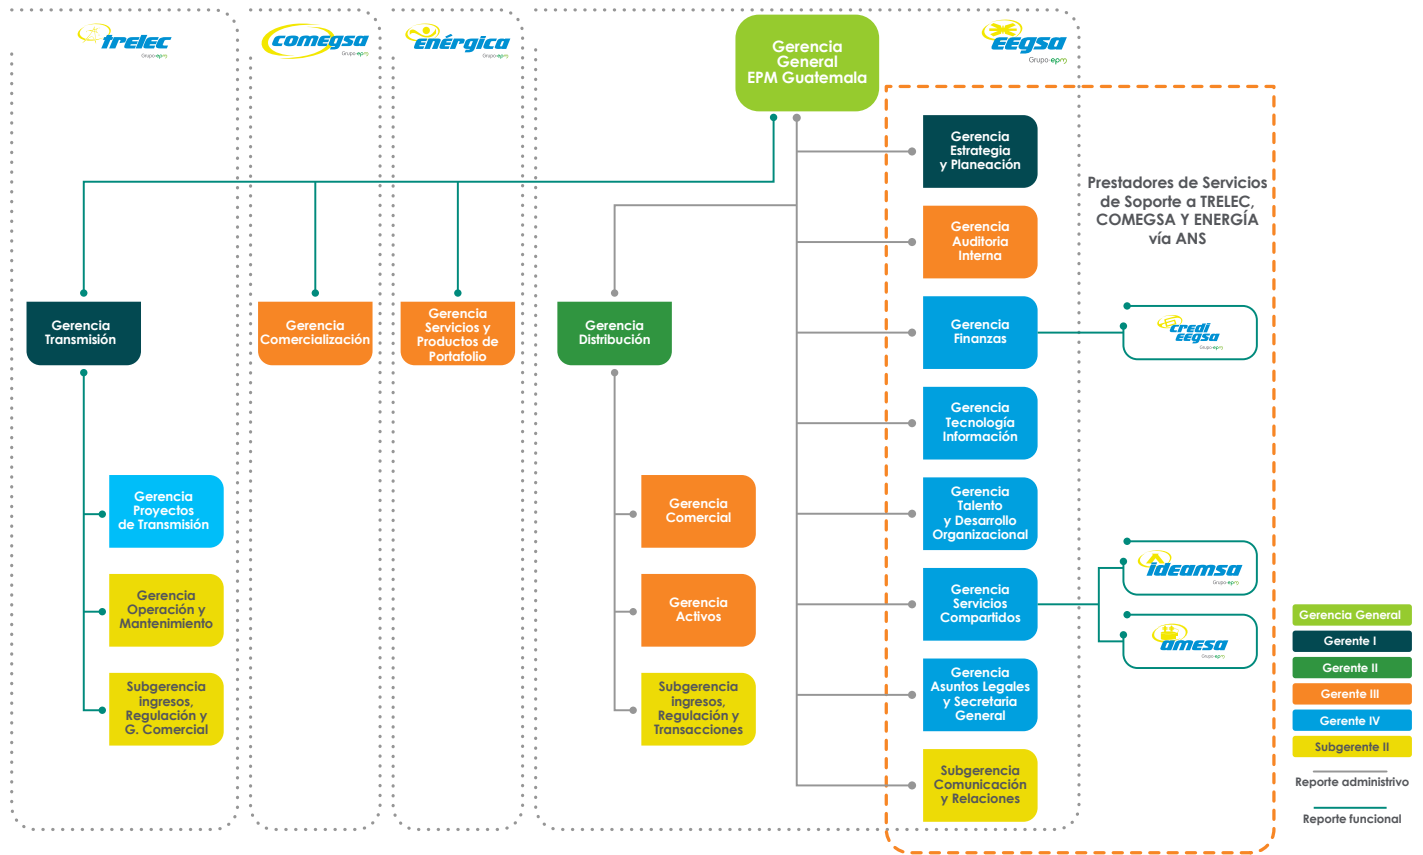 trelec
Grupo·epm
comegsa
Grupo·epm
enérgica
Grupo·epm
Gerencia
General
EPM Guatemala
eegsa
Grupo·epm
Gerencia
Estrategia
y Planeación
Prestadores de Servicios
de Soporte a TRELEC,
COMEGSA Y ENERGÍA
vía ANS
Gerencia
Auditoria
Interna
Gerencia
Transmisión
Gerencia
Comercialización
Gerencia
Servicios y
Productos de
Portafolio
Gerencia
Distribución
Gerencia
Finanzas
credi
eegsa
Grupo·epm
Gerencia
Tecnología
Información
Gerencia
Proyectos
de Transmisión
Gerencia
Comercial
Gerencia
Talento
y Desarrollo
Organizacional
Gerencia
Operación y
Mantenimiento
Gerencia
Activos
Gerencia
Servicios
Compartidos
ideamsa
Grupo·epm
amesa
Grupo·epm
Subgerencia
ingresos,
Regulación y
G. Comercial
Subgerencia
ingresos,
Regulación y
Transacciones
Gerencia
Asuntos Legales
y Secretaria
General
Subgerencia
Comunicación
y Relaciones
Gerencia General
Gerente I
Gerente II
Gerente III
Gerente IV
Subgerente II
Reporte administrivo
Reporte funcional